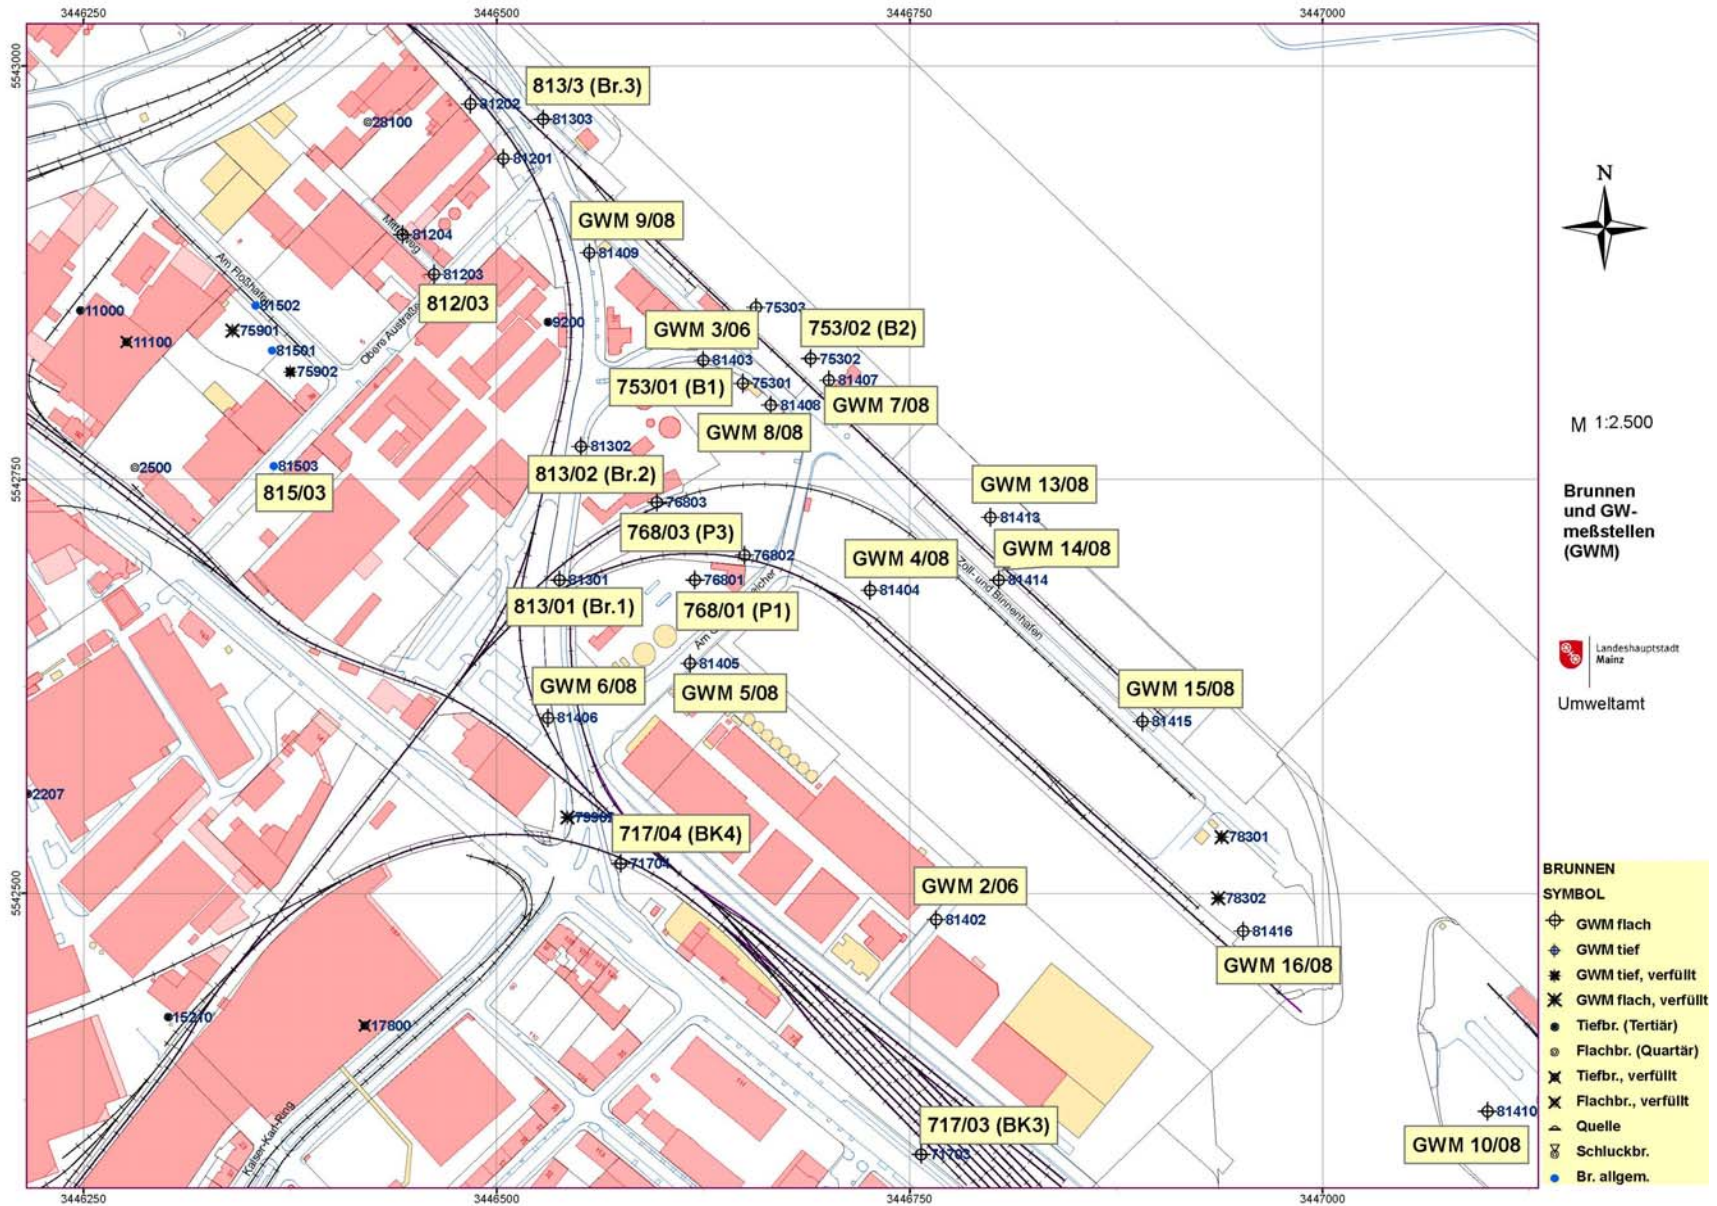 3446250
3446500
3446750
3447000
5543000
5542750
5542500
813/3 (Br.3)
81202
81303
28100
81201
GWM 9/08
Mittelweg
81204
81409
Am Floßhafen
81203
81502
812/03
75303
11000
Obere Austraße
9200
GWM 3/06
753/02 (B2)
75901
11100
81501
81403
75302
75902
753/01 (B1)
75301
81407
81408
GWM 7/08
GWM 8/08
81302
2500
81503
813/02 (Br.2)
815/03
GWM 13/08
76803
81413
768/03 (P3)
GWM 14/08
76802
GWM 4/08
81301
76801
81414
81404
Zoll- und Binnenhafen
813/01 (Br.1)
768/01 (P1)
81405
GWM 6/08
GWM 5/08
GWM 15/08
81406
81415
2207
717/04 (BK4)
78301
71704
GWM 2/06
78302
81402
81416
GWM 16/08
15210
17800
717/03 (BK3)
81410
Kaiser-Karl-Ring
GWM 10/08
71703
3446250
3446500
3446750
3447000
N
M 1:2.500
Brunnen
und GW-
meßstellen
(GWM)
Landeshauptstadt
Mainz
Umweltamt
BRUNNEN
SYMBOL
GWM flach
GWM tief
GWM tief, verfüllt
GWM flach, verfüllt
Tiefbr. (Tertiär)
Flachbr. (Quartär)
Tiefbr., verfüllt
Flachbr., verfüllt
Quelle
Schluckbr.
Br. allgem.